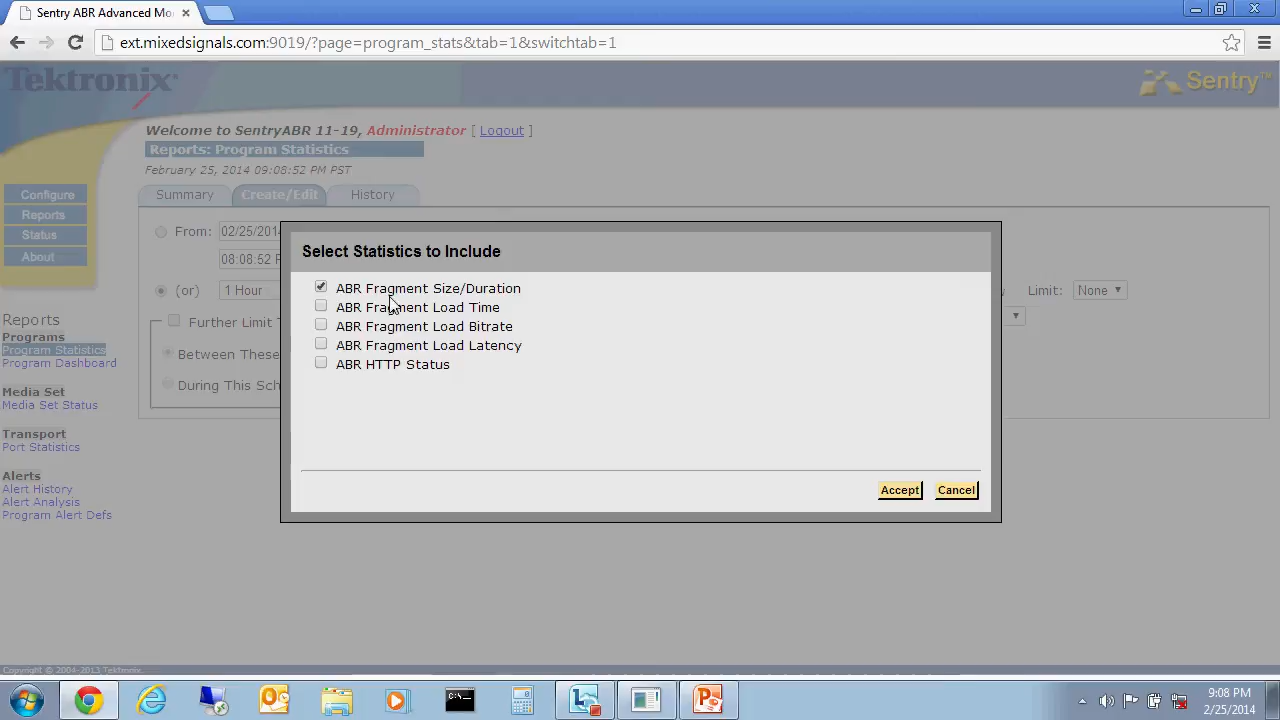 Sentry ABR Advanced Mo
ext.mixedsignals.com:9019/?page=program_stats&tab=1&switchtab=1
Tektronix
Sentry™
Welcome to SentryABR 11-19, Administrator [ Logout ]
Reports: Program Statistics
February 25, 2014 09:08:52 PM PST
Configure
Reports
Status
About
Summary
Create/Edit
History
From: 02/25/2014
08:08:52 P
(or) 1 Hour
Limit: None
Further Limit T
Between These
During This Sch
Reports
Programs
Program Statistics
Program Dashboard
Media Set
Media Set Status
Transport
Port Statistics
Alerts
Alert History
Alert Analysis
Program Alert Defs
Select Statistics to Include
ABR Fragment Size/Duration
ABR Fragment Load Time
ABR Fragment Load Bitrate
ABR Fragment Load Latency
ABR HTTP Status
Accept
Cancel
Copyright © 2004-2013 Tektronix.
9:08 PM
2/25/2014